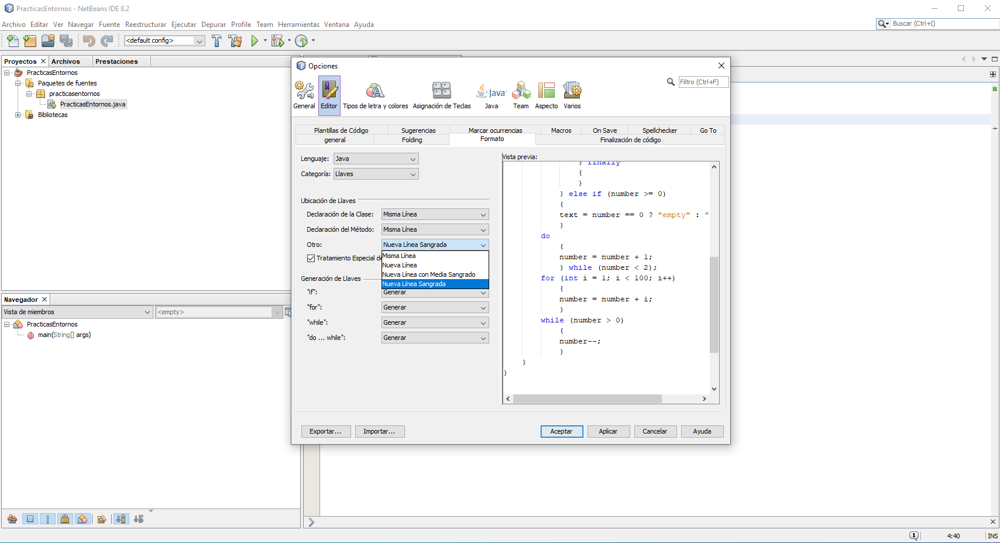 PracticasEntornos - NetBeans IDE 8.2
Archivo Editar Ver Navegar Fuente Reestructurar Ejecutar Depurar Profile Team Herramientas Ventana Ayuda
Buscar (Ctrl+I)
<default config>
Proyectos Archivos Prestaciones
PracticasEntornos
Paquetes de fuentes
practicasentornos
PracticasEntornos.java
Bibliotecas
Navegador
Vista de miembros <empty>
PracticasEntornos
main(String[] args)
Opciones
Filtro (Ctrl+F)
General Editor Tipos de letra y colores Asignación de Teclas Java Team Aspecto Varios
Plantillas de Código Sugerencias Marcar ocurrencias Macros On Save Spellchecker Go To
general Folding Formato Finalización de código
Lenguaje: Java
Categoría: Llaves
Ubicación de Llaves
Declaración de la Clase: Misma Línea
Declaración del Método: Misma Línea
Otro: Nueva Línea Sangrada
Misma Línea
Nueva Línea
Nueva Línea con Media Sangrado
Nueva Línea Sangrada
Tratamiento Especial de
Generación de Llaves
"if": Generar
"for": Generar
"while": Generar
"do ... while": Generar
Vista previa:
} finally
{
}
} else if (number >= 0)
{
text = number == 0 ? "empty" : "
}
do
{
number = number + 1;
} while (number < 2);
for (int i = 1; i < 100; i++)
{
number = number + i;
}
while (number > 0)
{
number--;
}
}
}
Exportar... Importar... Aceptar Aplicar Cancelar Ayuda
1 4:40 INS